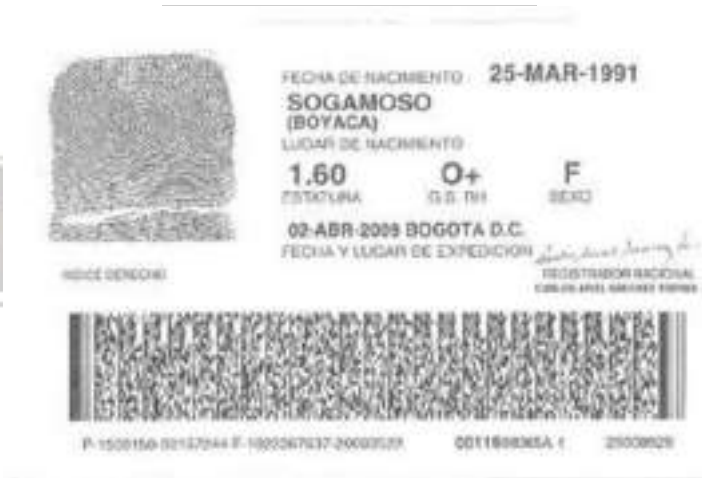 FECHA DE NACIMIENTO 25-MAR-1991
SOGAMOSO
(BOYACA)
LUGAR DE NACIMIENTO
1.60 O+ F
ESTATURA G.S. RH SEXO
02-ABR-2009 BOGOTA D.C.
FECHA Y LUGAR DE EXPEDICION
INDICE DERECHO
REGISTRADOR NACIONAL